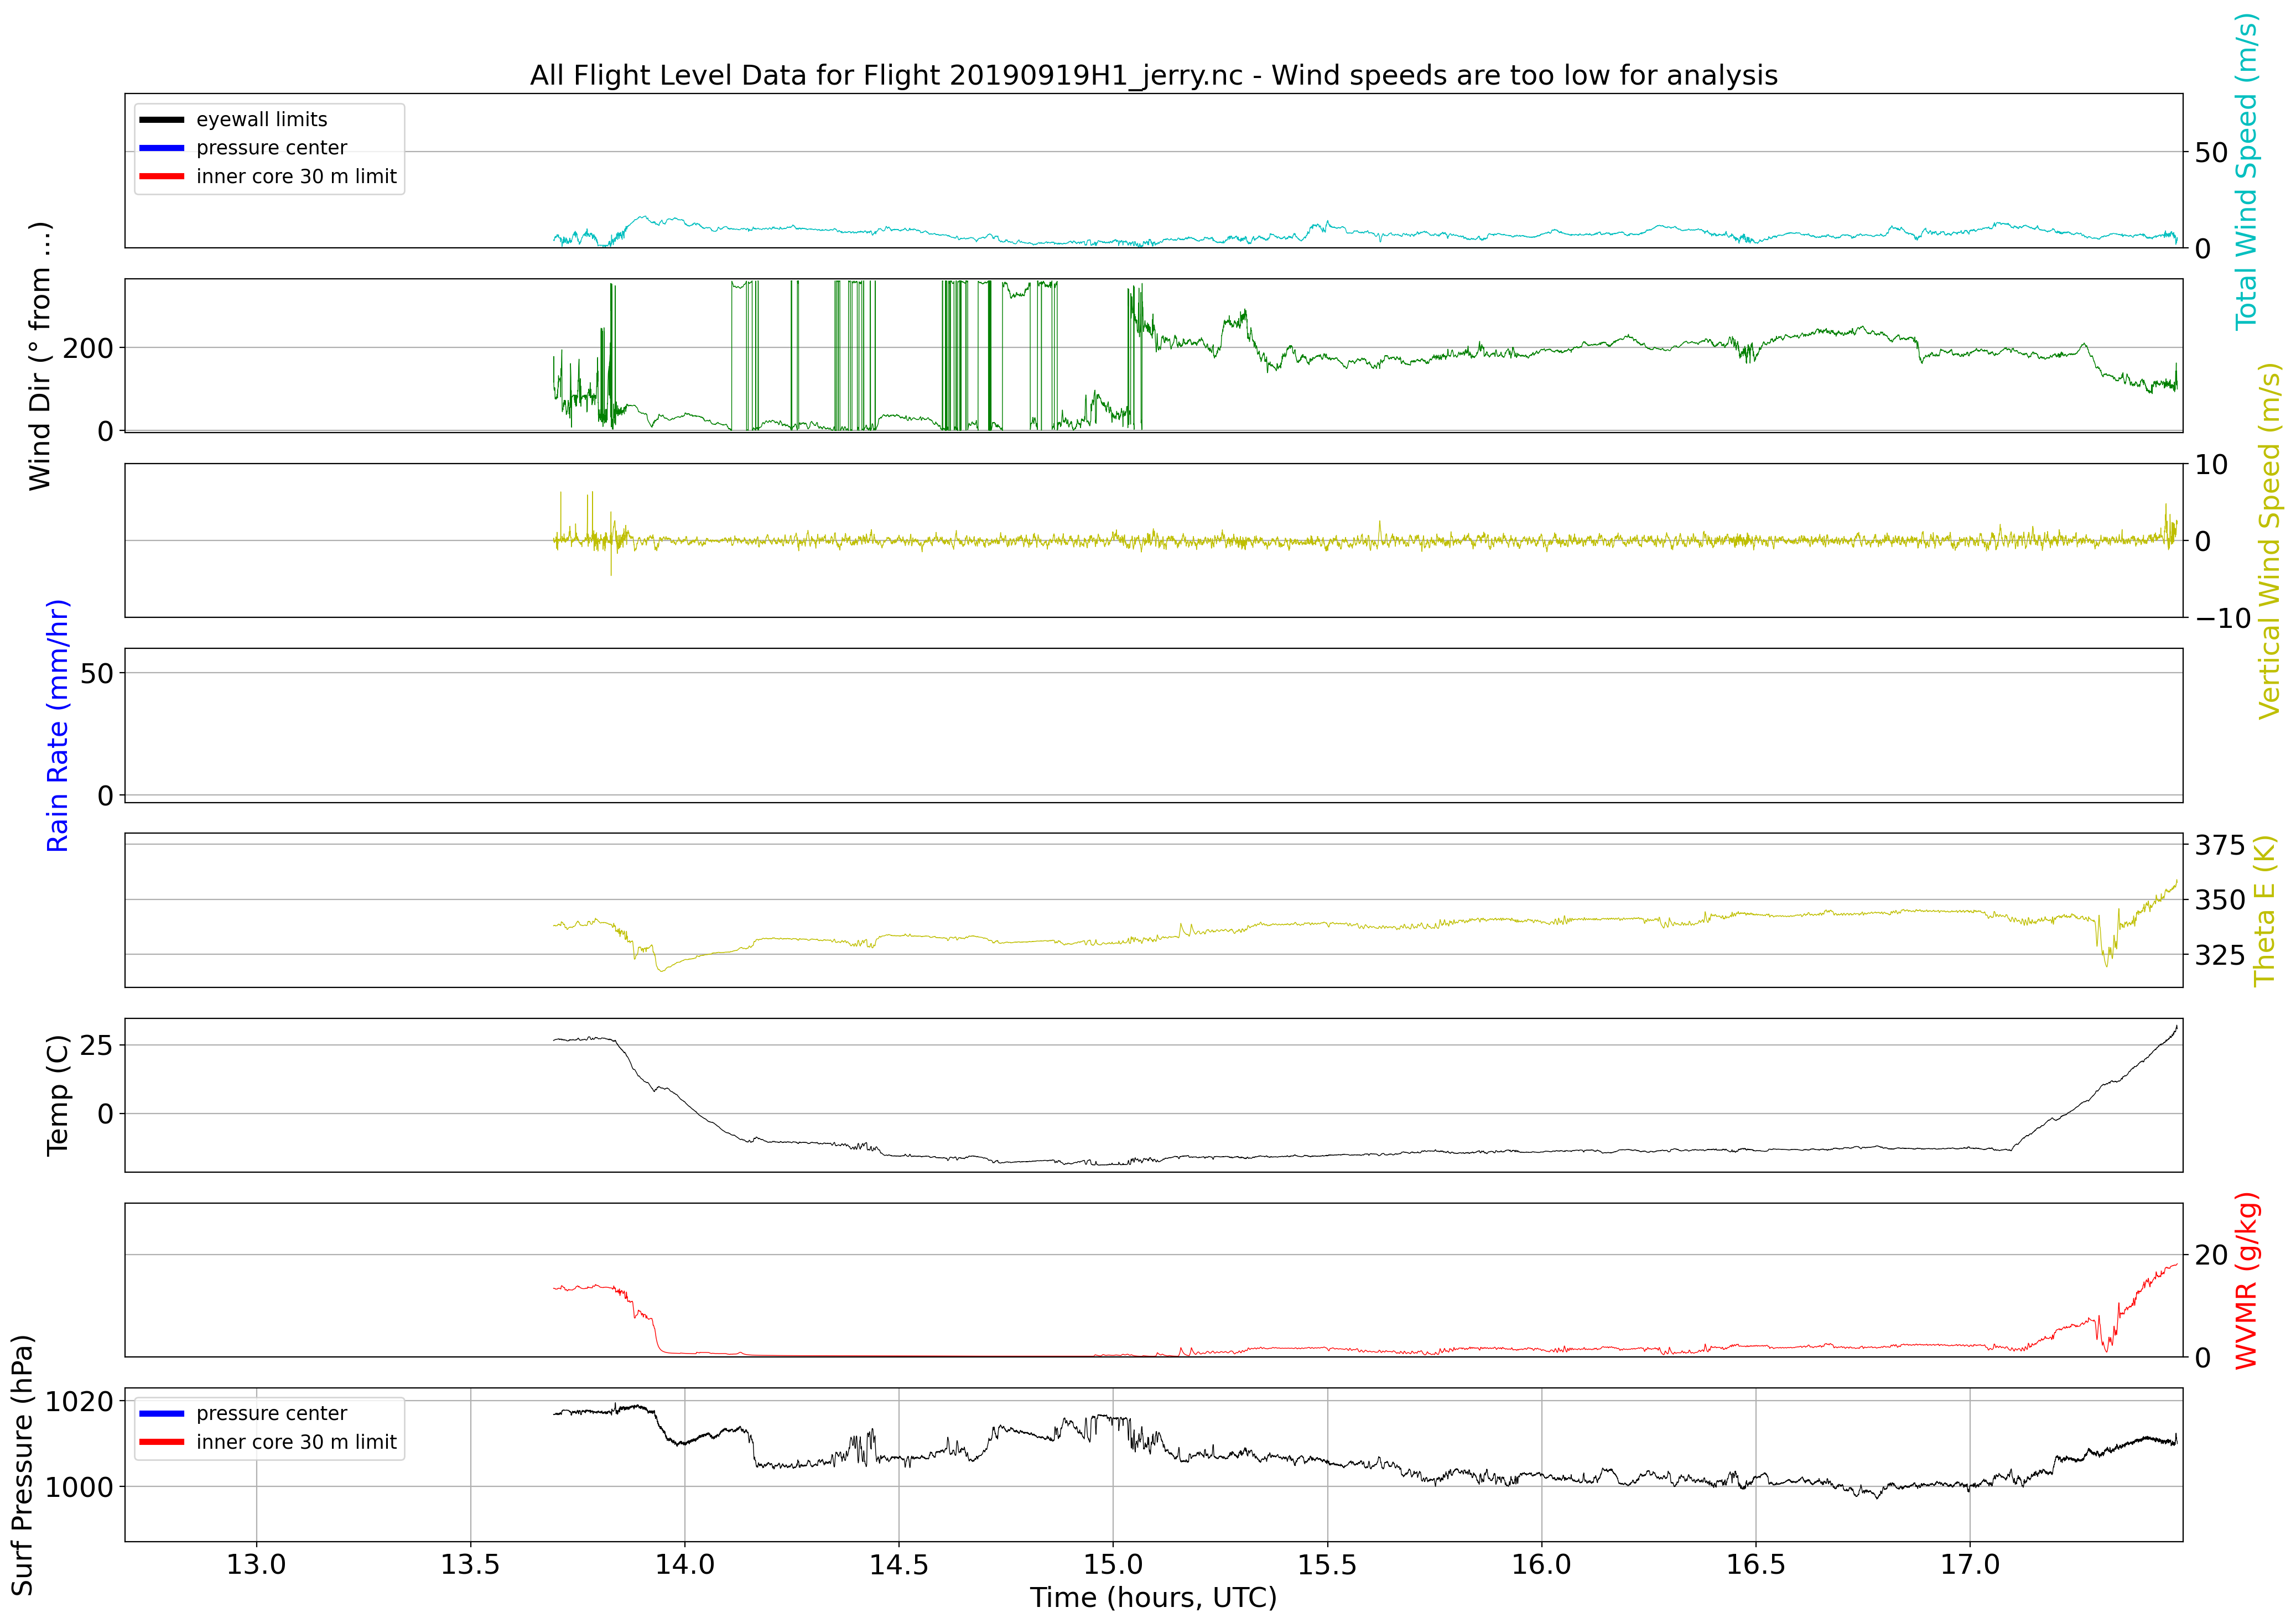 All Flight Level Data for Flight 20190919H1_jerry.nc - Wind speeds are too low for analysis
eyewall limits
pressure center
inner core 30 m limit
50
0
Total Wind Speed (m/s)
Wind Dir (° from ...)
200
0
10
0
−10
Vertical Wind Speed (m/s)
Rain Rate (mm/hr)
50
0
375
350
325
Theta E (K)
Temp (C)
25
0
20
0
WVMR (g/kg)
Surf Pressure (hPa)
1020
1000
pressure center
inner core 30 m limit
13.0 13.5 14.0 14.5 15.0 15.5 16.0 16.5 17.0
Time (hours, UTC)